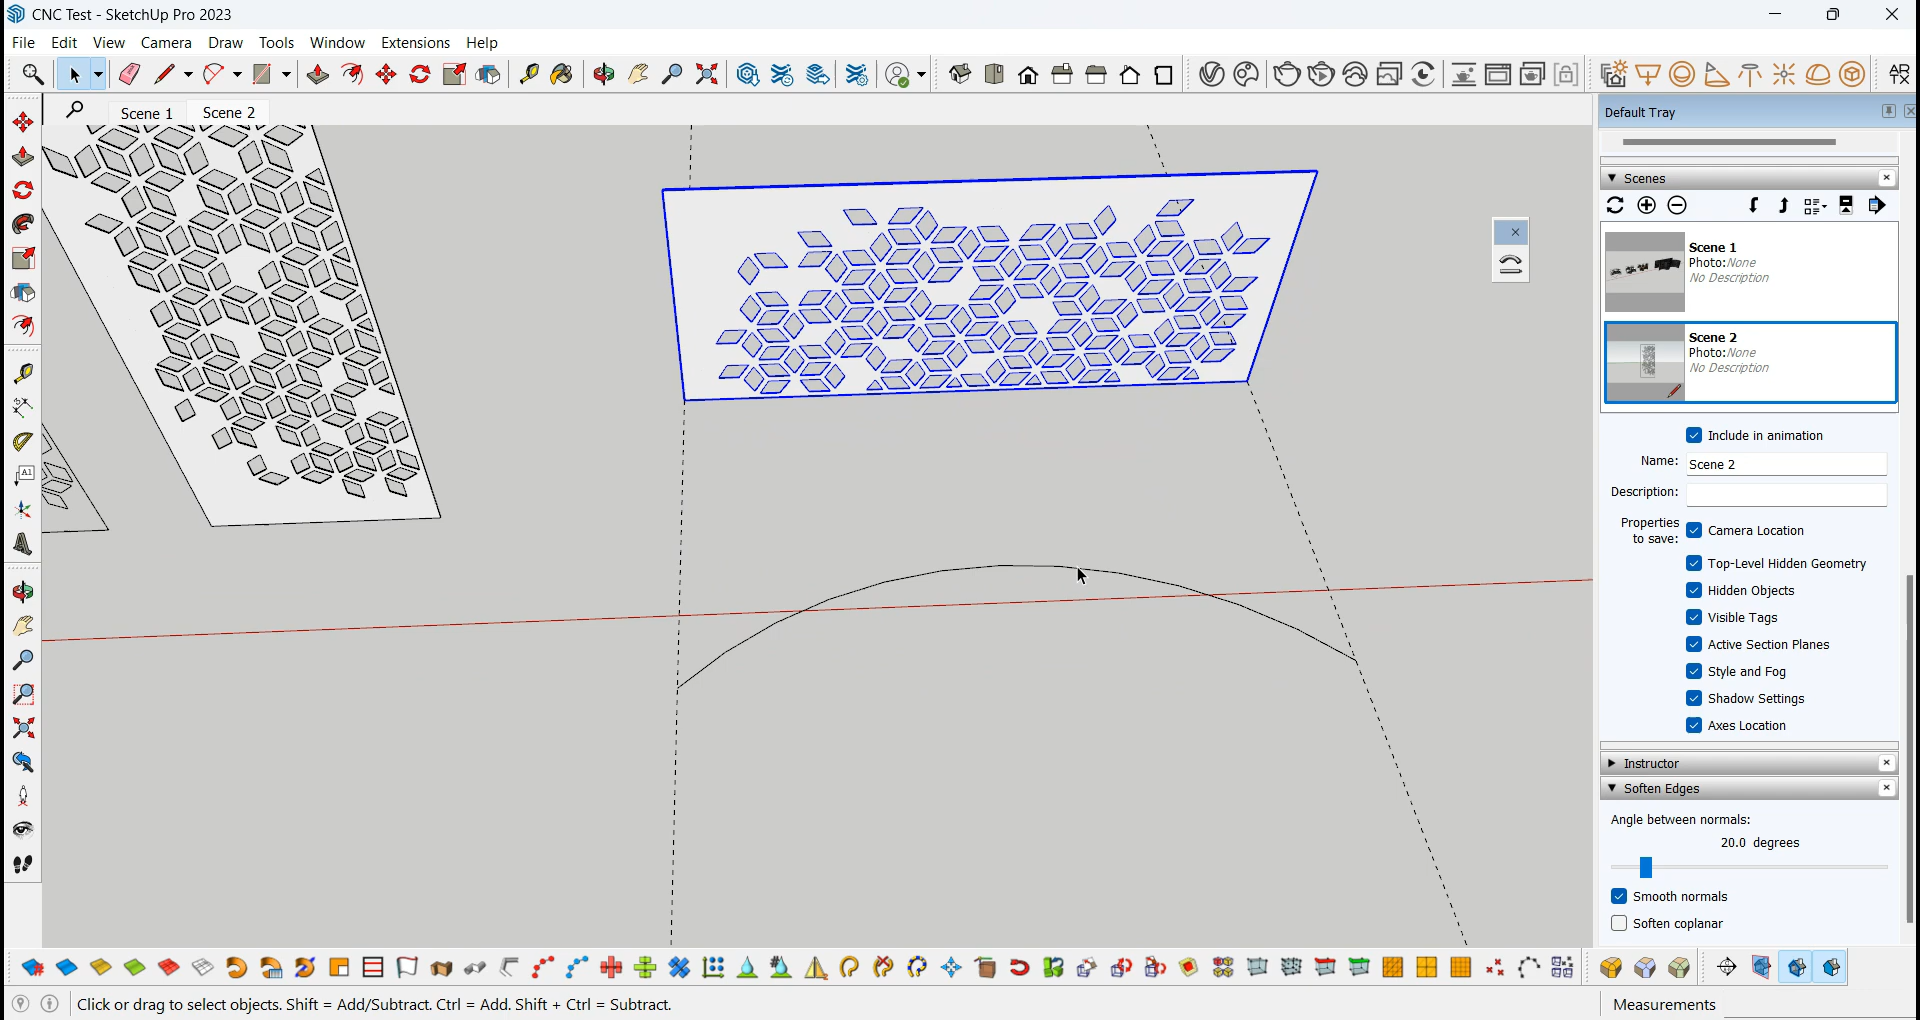 CNC Test - SketchUp Pro 2023
File Edit View Camera Draw Tools Window Extensions Help
AR
TX
Scene 1 Scene 2
Default Tray
Scenes
Scene 1
Photo:None
No Description
Scene 2
Photo:None
No Description
Include in animation
Name: Scene 2
Description:
Properties
to save:
Camera Location
Top-Level Hidden Geometry
Hidden Objects
Visible Tags
Active Section Planes
Style and Fog
Shadow Settings
Axes Location
Instructor
Soften Edges
Angle between normals:
20.0 degrees
Smooth normals
Soften coplanar
A1
Click or drag to select objects. Shift = Add/Subtract. Ctrl = Add. Shift + Ctrl = Subtract.
Measurements